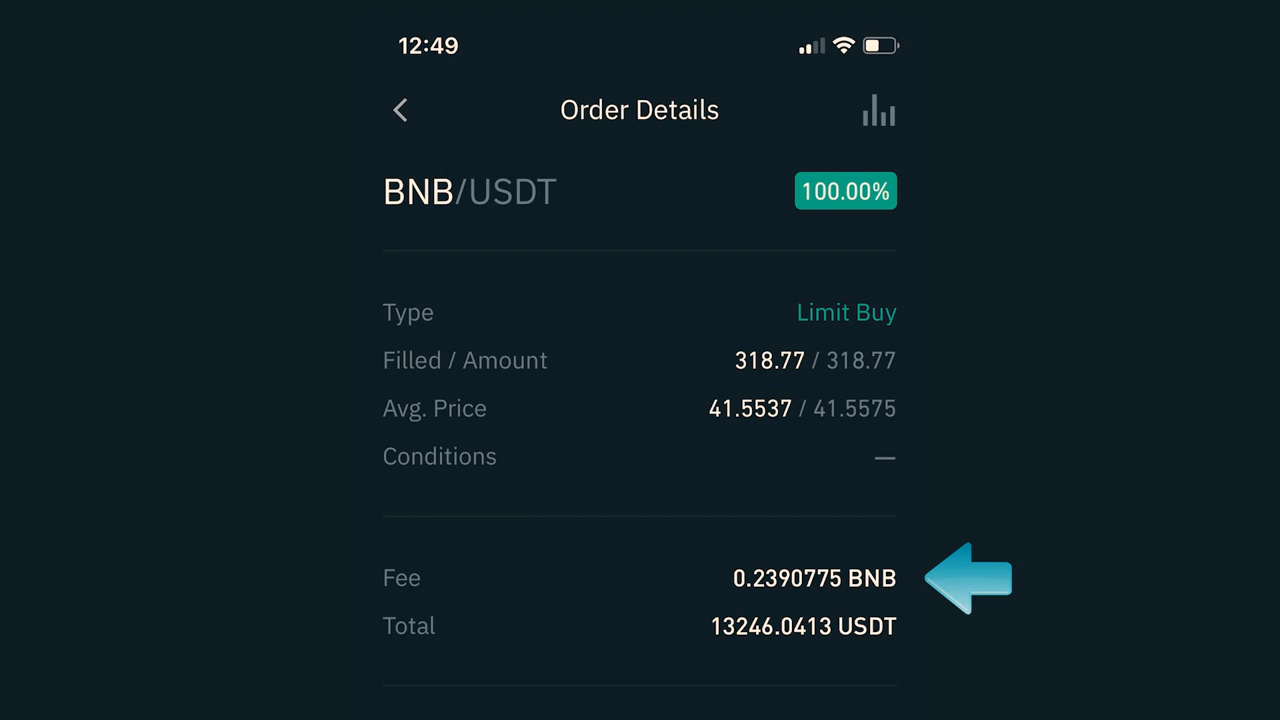 12:49
Order Details
BNB/USDT 100.00%
Type Limit Buy
Filled / Amount 318.77 / 318.77
Avg. Price 41.5537 / 41.5575
Conditions —
Fee 0.2390775 BNB
Total 13246.0413 USDT